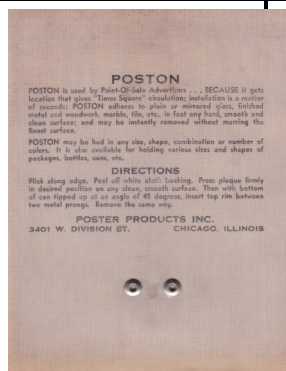 POSTON
POSTON is used by Point-Of-Sale Advertisers . . . BECAUSE it gets
location that gives "Times Square" circulation; installation is a matter
of seconds; POSTON adheres to plain or mirrored glass, finished
metal and woodwork, marble, tile, etc., in fact any hard, smooth and
clean surface; and may be instantly removed without marring the
finest surface.
POSTON may be had in any size, shape, combination or number of
colors. It is also available for holding various sizes and shapes of
packages, bottles, cans, etc.
DIRECTIONS
Flick along edge. Peel off white cloth backing. Press plaque firmly
in desired position on any clean, smooth surface. Then with bottom
of can tipped up at an angle of 45 degrees, insert top rim between
two metal prongs. Remove the same way.
POSTER PRODUCTS INC.
3401 W. DIVISION ST. CHICAGO, ILLINOIS